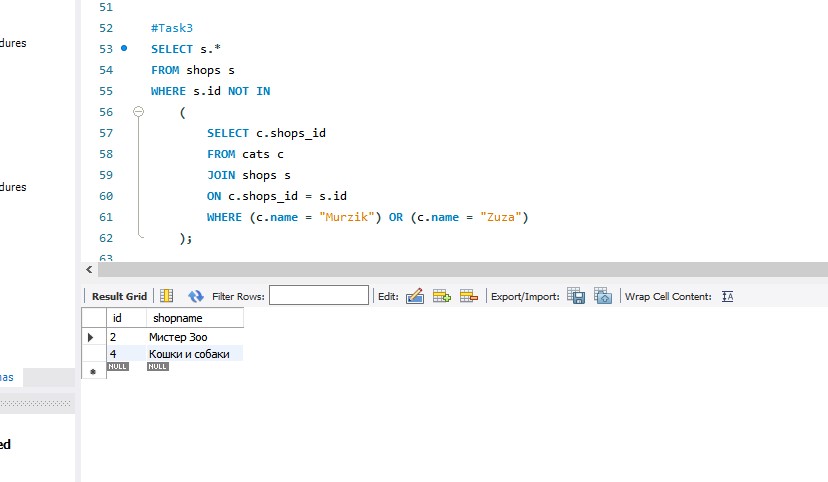 51
52 #Task3
dures
53 SELECT s.*
54 FROM shops s
55 WHERE s.id NOT IN
56 (
57 SELECT c.shops_id
58 FROM cats c
59 JOIN shops s
dures
60 ON c.shops_id = s.id
61 WHERE (c.name = "Murzik") OR (c.name = "Zuza")
62 );
63
Result Grid Filter Rows: Edit: Export/Import: Wrap Cell Content:
id shopname
2 Мистер Зоо
4 Кошки и собаки
NULL NULL
nas
ed